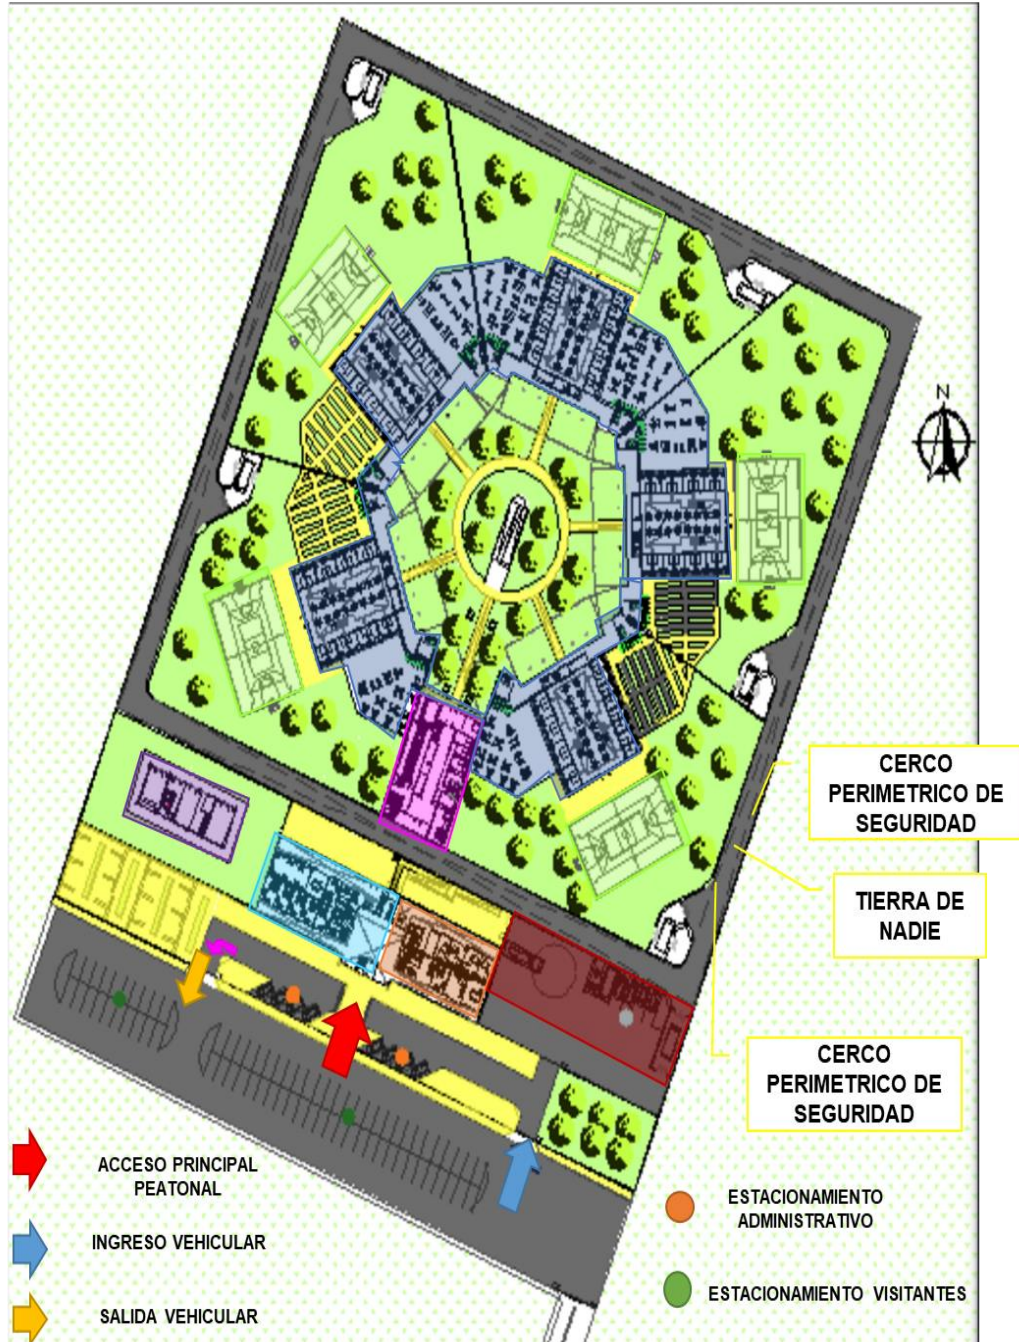 N
CERCO
PERIMETRICO DE
SEGURIDAD
TIERRA DE
NADIE
CERCO
PERIMETRICO DE
SEGURIDAD
ACCESO PRINCIPAL
PEATONAL
INGRESO VEHICULAR
SALIDA VEHICULAR
ESTACIONAMIENTO
ADMINISTRATIVO
ESTACIONAMIENTO VISITANTES